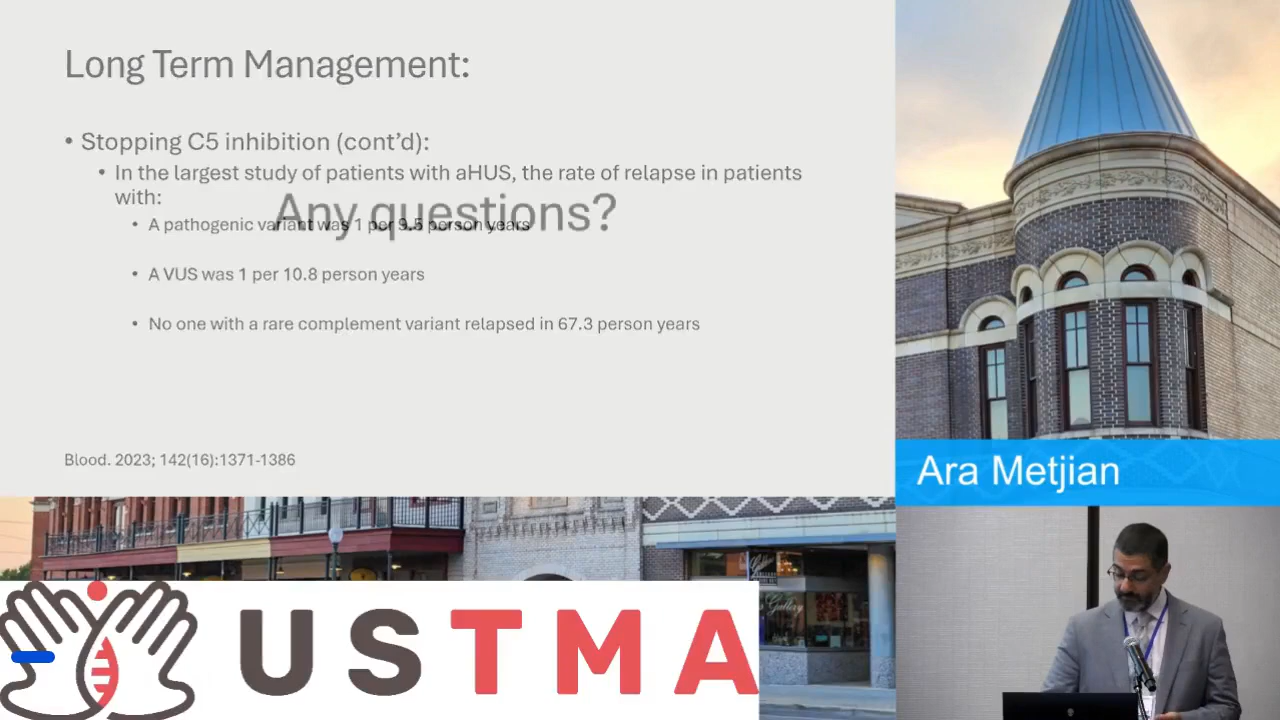 Long Term Management:
• Stopping C5 inhibition (cont’d):
• In the largest study of patients with aHUS, the rate of relapse in patients
with:
Any questions?
• A pathogenic variant was 1 per 9.5 person years
• A VUS was 1 per 10.8 person years
• No one with a rare complement variant relapsed in 67.3 person years
Blood. 2023; 142(16):1371-1386
Ara Metjian
Gallery
USTMA